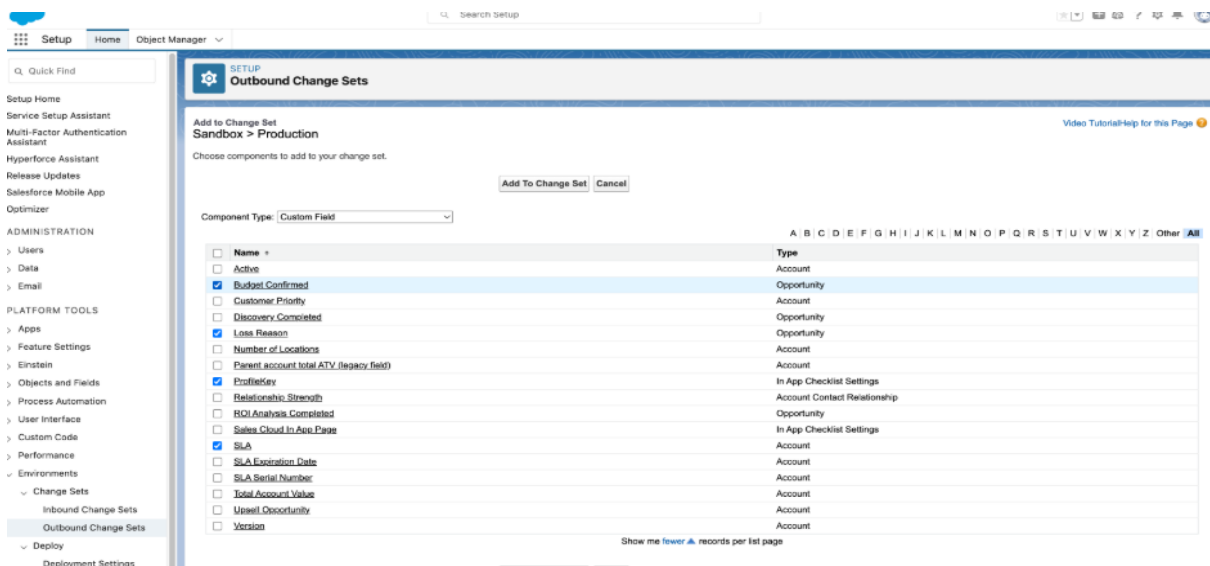 Search Setup
Setup Home Object Manager
Quick Find
Setup Home
Service Setup Assistant
Multi-Factor Authentication
Assistant
Hyperforce Assistant
Release Updates
Salesforce Mobile App
Optimizer
ADMINISTRATION
Users
Data
Email
PLATFORM TOOLS
Apps
Feature Settings
Einstein
Objects and Fields
Process Automation
User Interface
Custom Code
Performance
Environments
Change Sets
Inbound Change Sets
Outbound Change Sets
Deploy
Deployment Settings
SETUP
Outbound Change Sets
Add to Change Set
Sandbox > Production
Video Tutorial Help for this Page
Choose components to add to your change set.
Add To Change Set Cancel
Component Type: Custom Field
A B C D E F G H I J K L M N O P Q R S T U V W X Y Z Other All
Name Type
Active Account
Budget Confirmed Opportunity
Customer Priority Account
Discovery Completed Opportunity
Loss Reason Opportunity
Number of Locations Account
Parent account total ATV (legacy field) Account
ProfileKey In App Checklist Settings
Relationship Strength Account Contact Relationship
ROI Analysis Completed Opportunity
Sales Cloud In App Page In App Checklist Settings
SLA Account
SLA Expiration Date Account
SLA Serial Number Account
Total Account Value Account
Upsell Opportunity Account
Version Account
Show me fewer records per list page